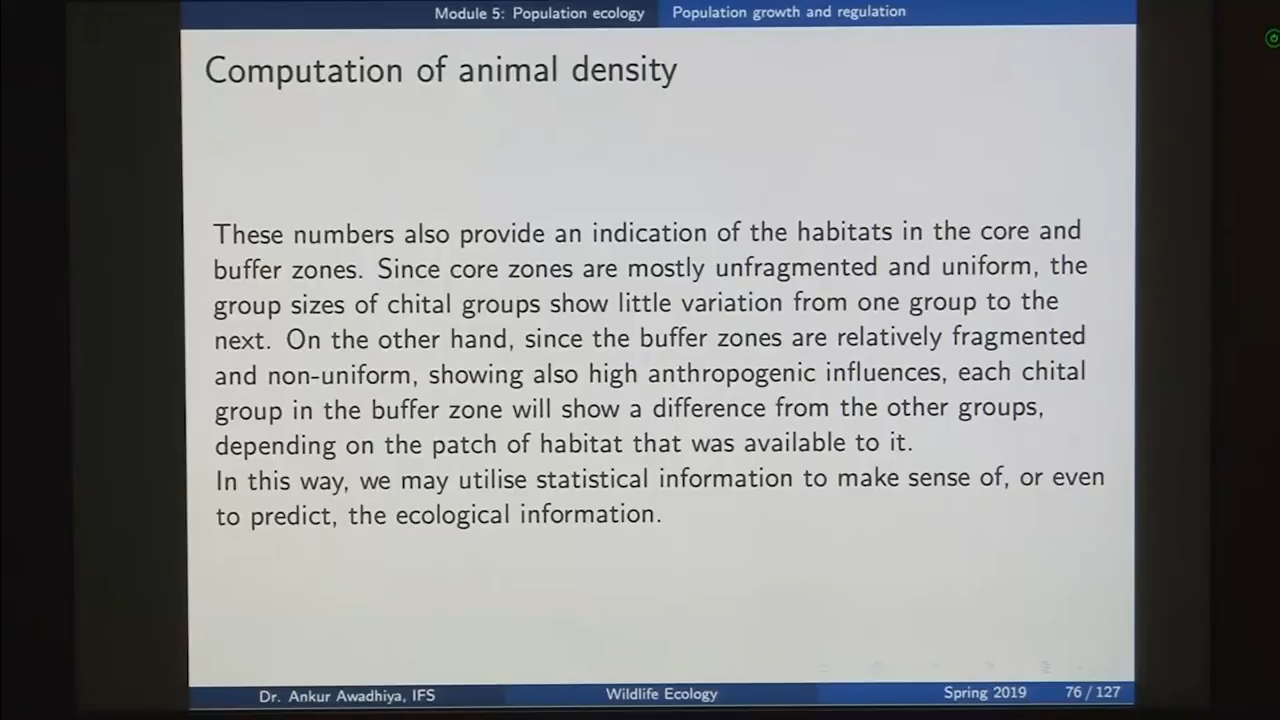 Module 5: Population ecology Population growth and regulation
Computation of animal density
These numbers also provide an indication of the habitats in the core and
buffer zones. Since core zones are mostly unfragmented and uniform, the
group sizes of chital groups show little variation from one group to the
next. On the other hand, since the buffer zones are relatively fragmented
and non-uniform, showing also high anthropogenic influences, each chital
group in the buffer zone will show a difference from the other groups,
depending on the patch of habitat that was available to it.
In this way, we may utilise statistical information to make sense of, or even
to predict, the ecological information.
Dr. Ankur Awadhiya, IFS Wildlife Ecology Spring 2019 76 / 127